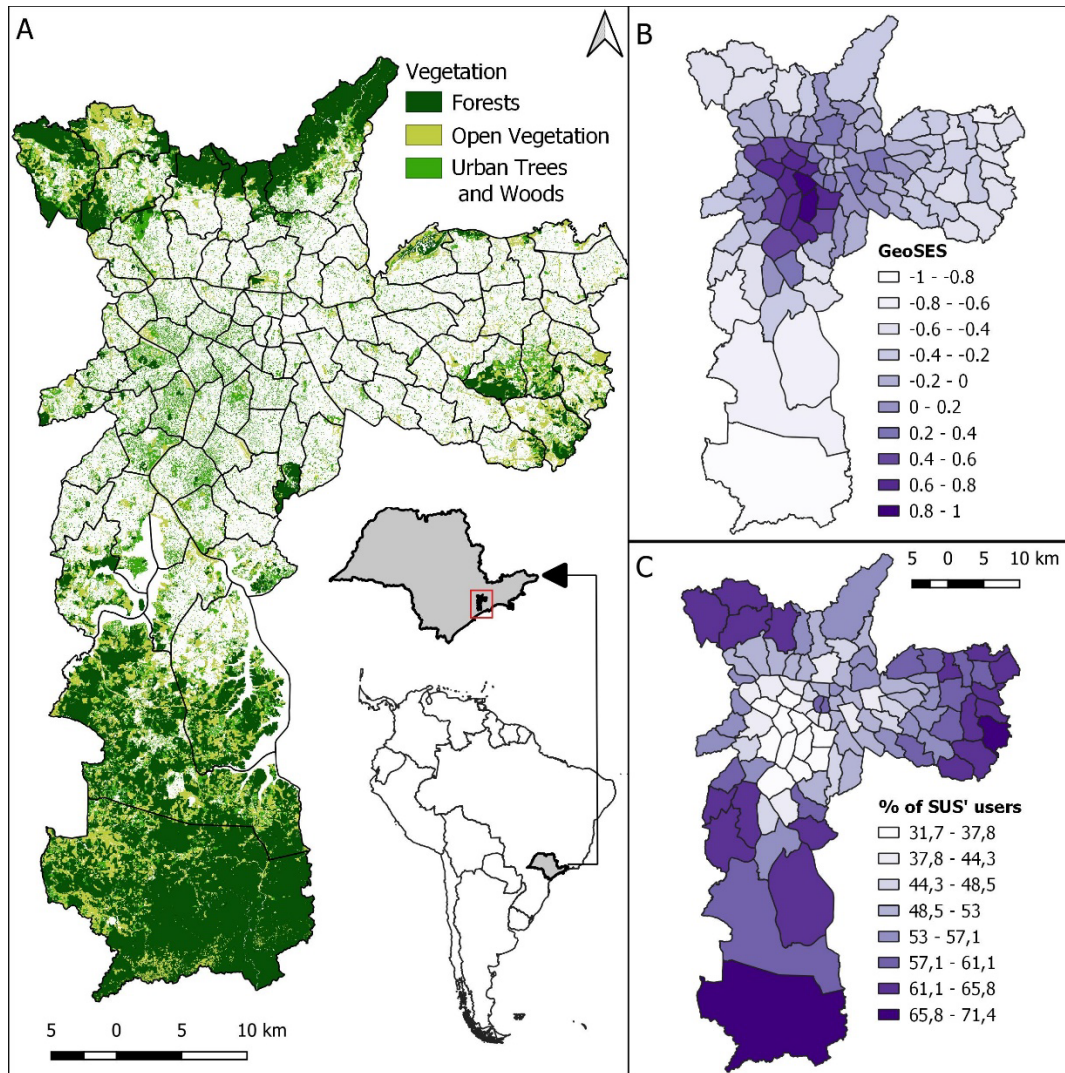 A
Vegetation
Forests
Open Vegetation
Urban Trees
and Woods
5 0 5 10 km
B
GeoSES
-1 - -0.8
-0.8 - -0.6
-0.6 - -0.4
-0.4 - -0.2
-0.2 - 0
0 - 0.2
0.2 - 0.4
0.4 - 0.6
0.6 - 0.8
0.8 - 1
C
5 0 5 10 km
% of SUS' users
31,7 - 37,8
37,8 - 44,3
44,3 - 48,5
48,5 - 53
53 - 57,1
57,1 - 61,1
61,1 - 65,8
65,8 - 71,4